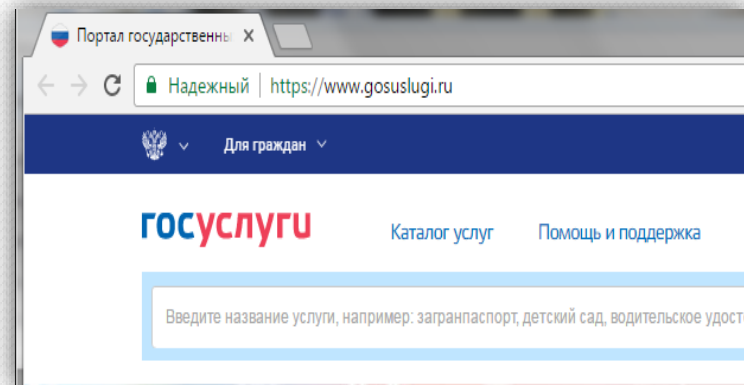 Портал государственны
Надежный | https://www.gosuslugi.ru
Для граждан
госуслуги Каталог услуг Помощь и поддержка
Введите название услуги, например: загранпаспорт, детский сад, водительское удост